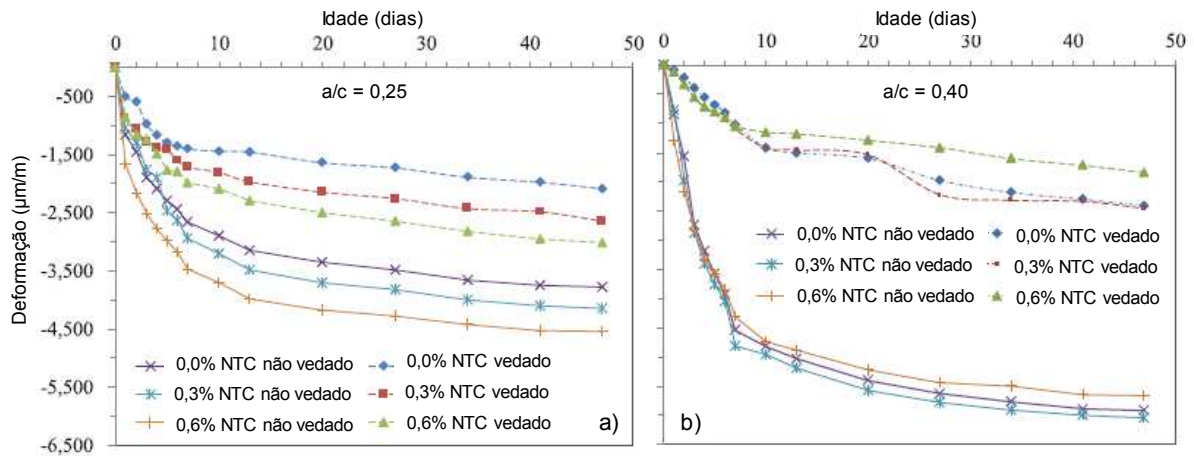 Idade (dias)
0 10 20 30 40 50
a/c = 0,25
Deformação (µm/m)
-500
-1,500
-2,500
-3,500
-4,500
-5,500
-6,500
0,0% NTC não vedado
0,3% NTC não vedado
0,6% NTC não vedado
0,0% NTC vedado
0,3% NTC vedado
0,6% NTC vedado
a)
Idade (dias)
0 10 20 30 40 50
a/c = 0,40
0,0% NTC não vedado
0,3% NTC não vedado
0,6% NTC não vedado
0,0% NTC vedado
0,3% NTC vedado
0,6% NTC vedado
b)